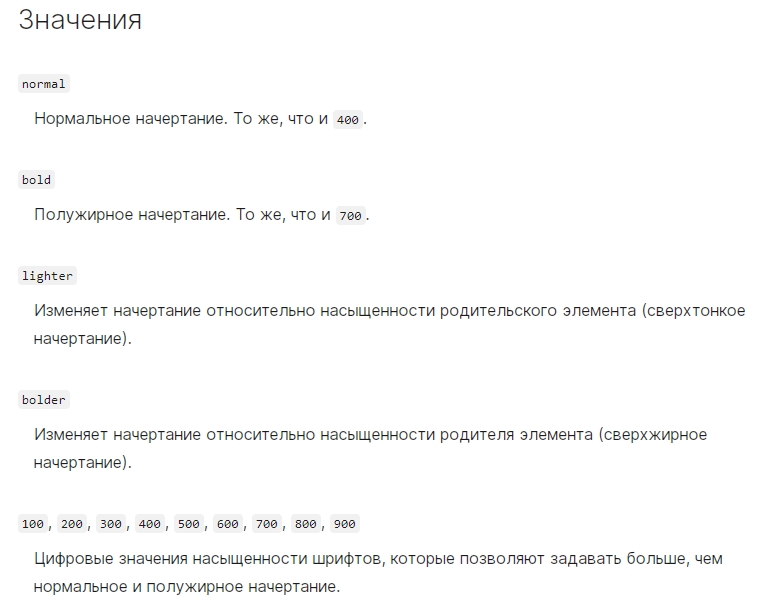 Значения
normal
Нормальное начертание. То же, что и 400.
bold
Полужирное начертание. То же, что и 700.
lighter
Изменяет начертание относительно насыщенности родительского элемента (сверхтонкое
начертание).
bolder
Изменяет начертание относительно насыщенности родителя элемента (сверхжирное
начертание).
100, 200, 300, 400, 500, 600, 700, 800, 900
Цифровые значения насыщенности шрифтов, которые позволяют задавать больше, чем
нормальное и полужирное начертание.